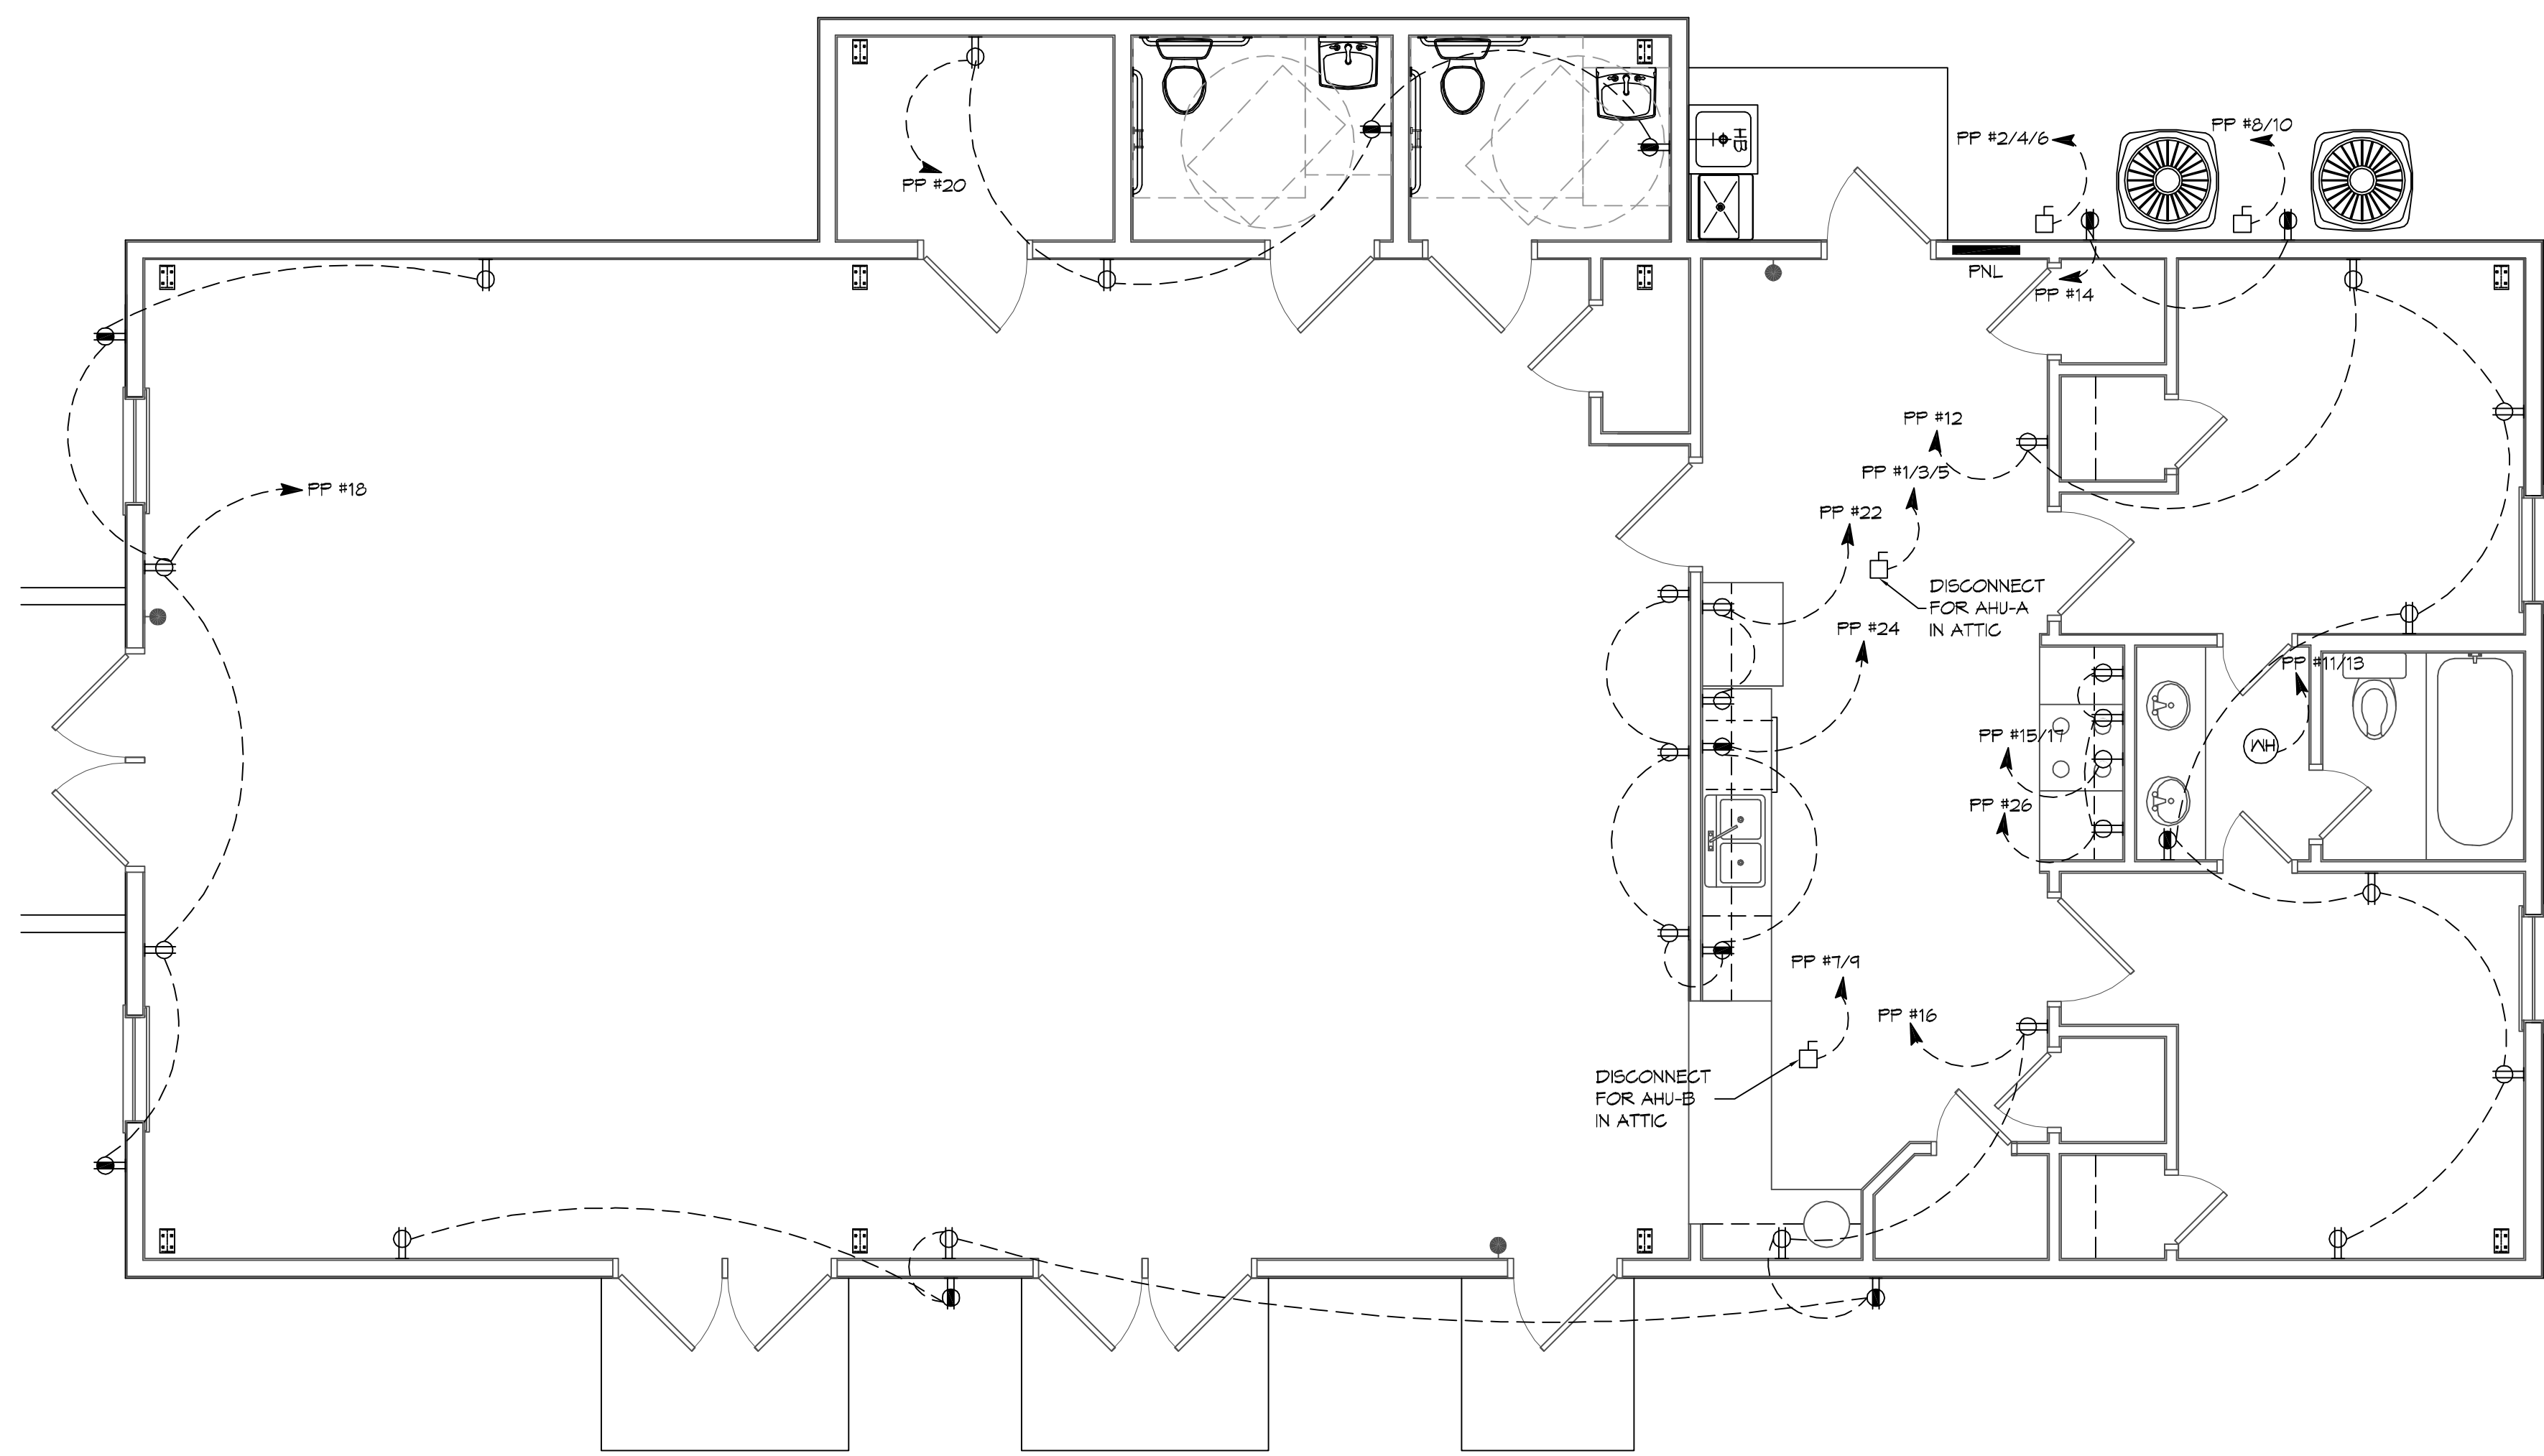 PP #20
HB
PP #2/4/6
PP #8/10
PNL
PP #14
PP #12
PP #1/3/5
PP #18
PP #22
DISCONNECT
FOR AHU-A
IN ATTIC
PP #24
PP #11/13
PP #15/17
WH
PP #26
PP #7/9
PP #16
DISCONNECT
FOR AHU-B
IN ATTIC